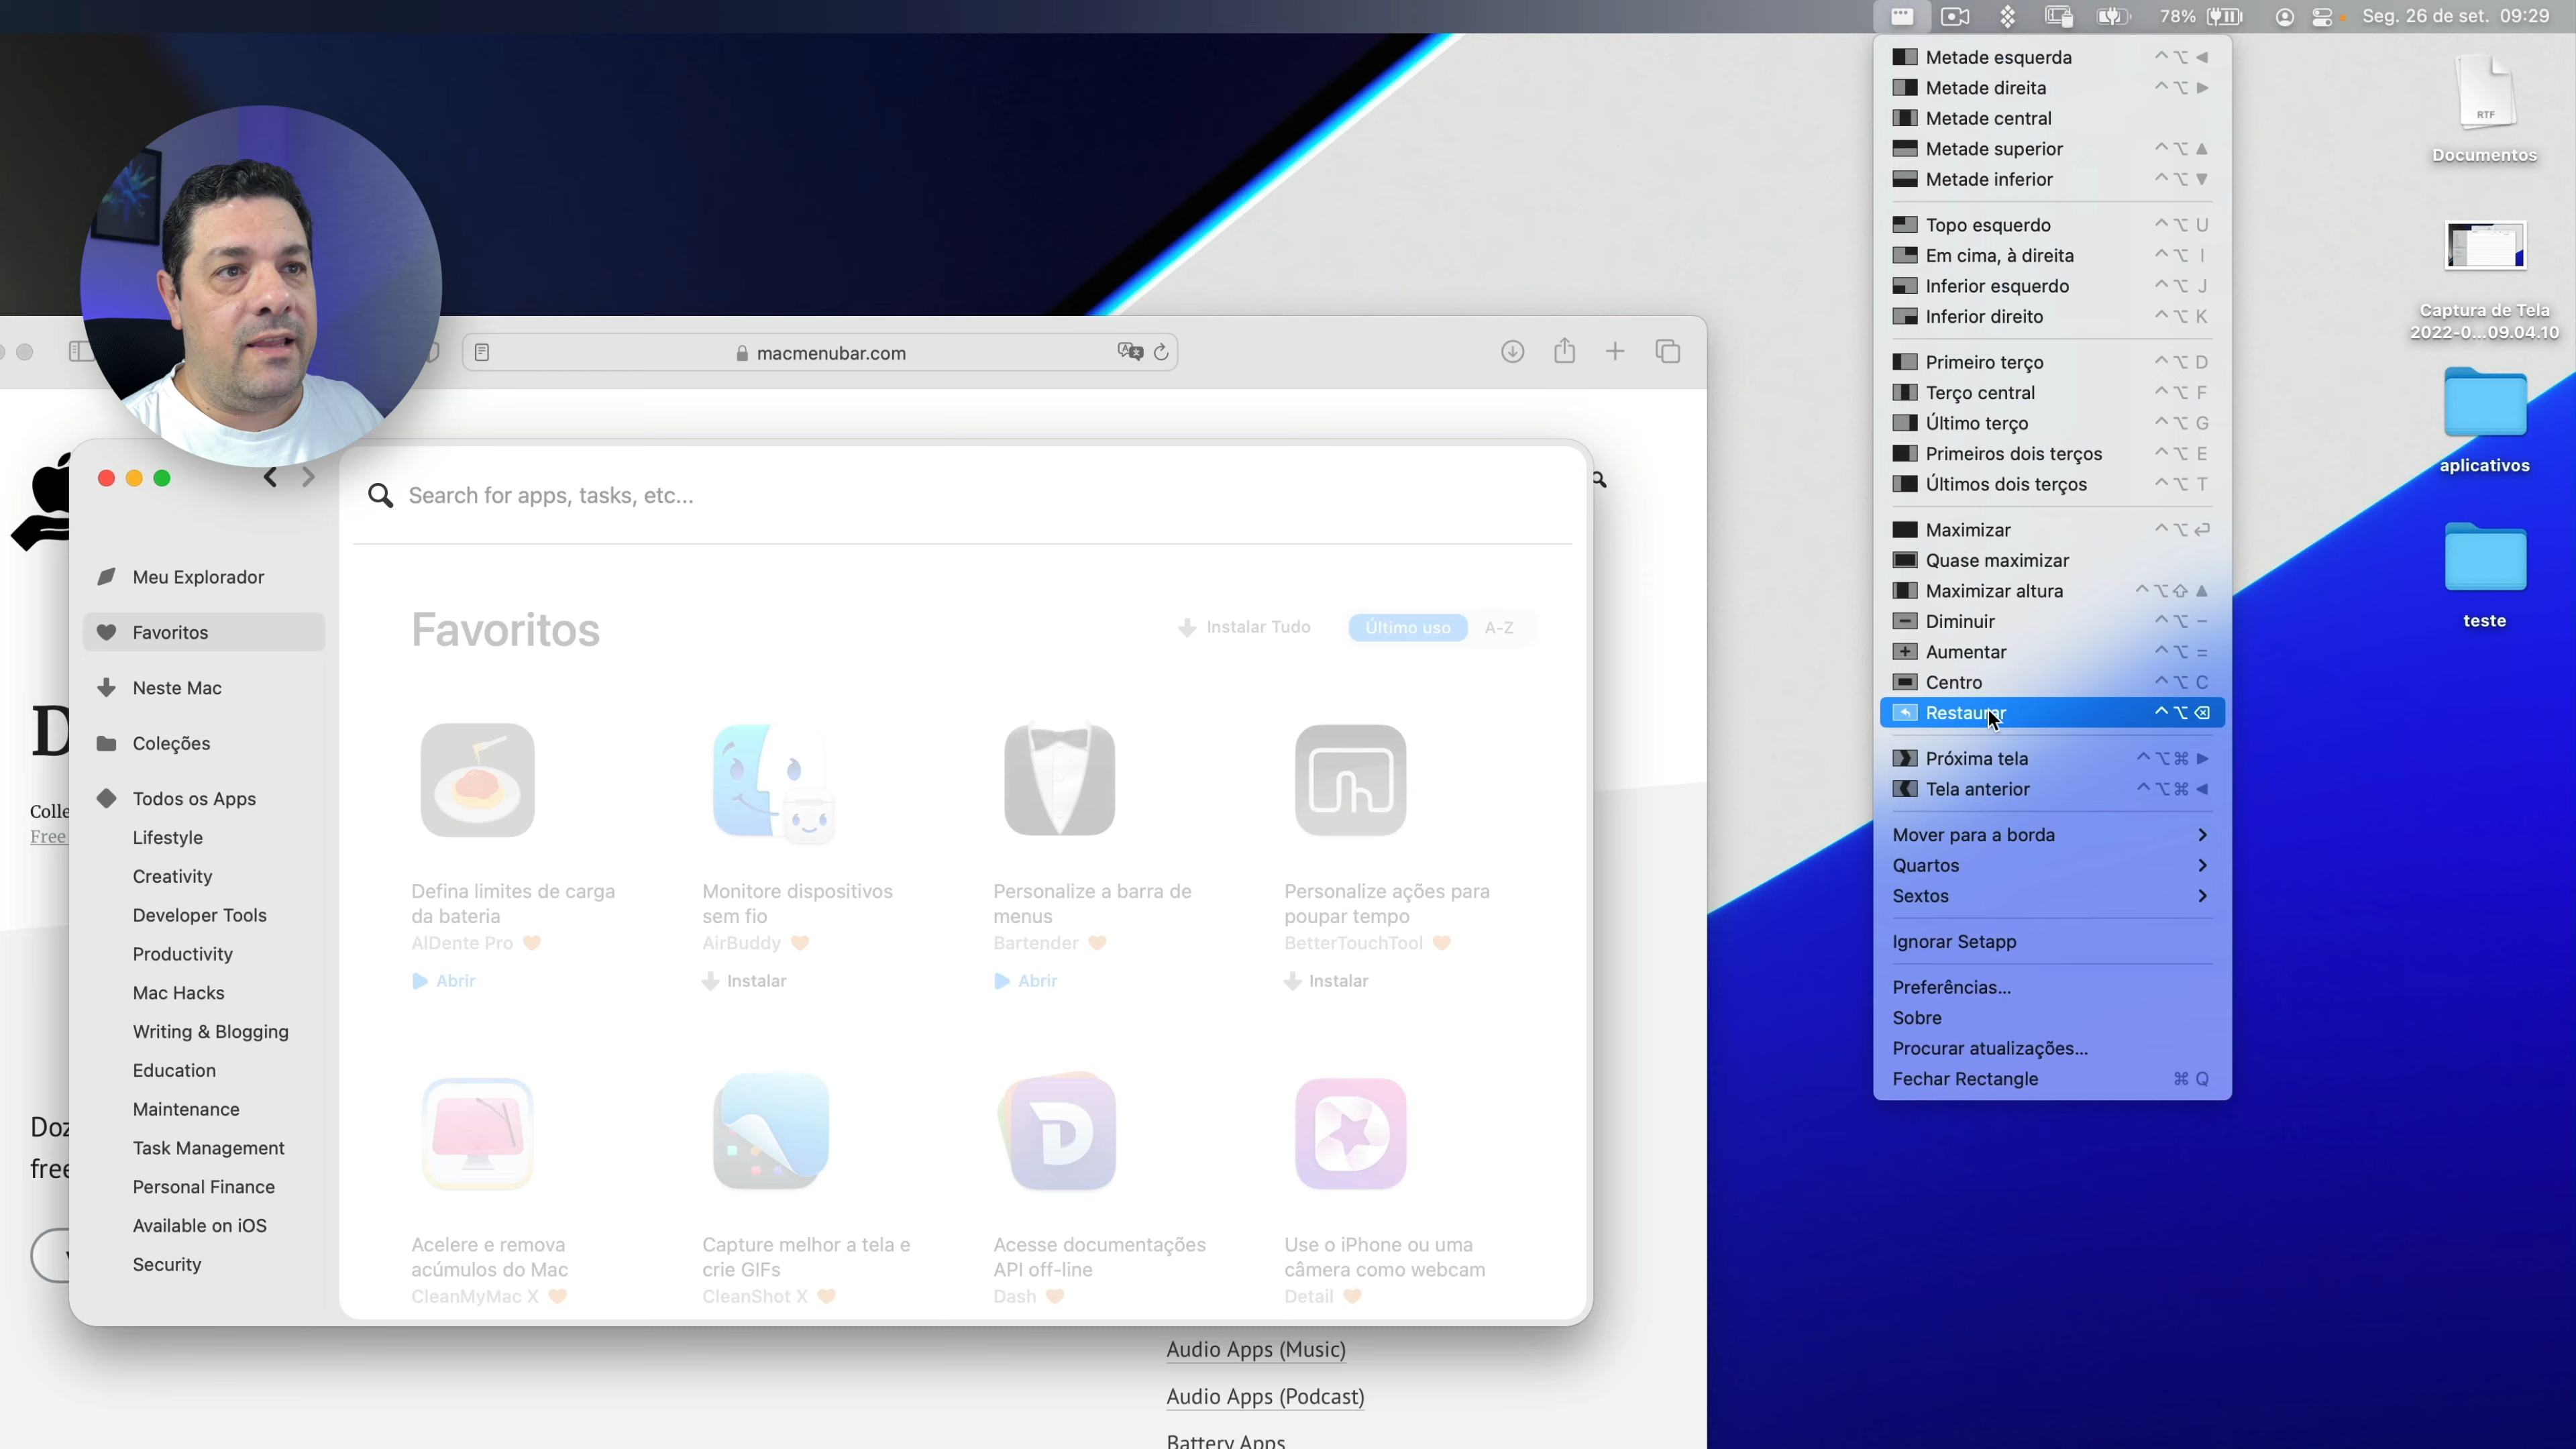 78%
Seg. 26 de set. 09:29
Metade esquerda ^⌥ ◀
Metade direita ^⌥ ▶
Metade central
Metade superior ^⌥ ▲
Metade inferior ^⌥ ▼
Topo esquerdo ^⌥ U
Em cima, à direita ^⌥ I
Inferior esquerdo ^⌥ J
Inferior direito ^⌥ K
Primeiro terço ^⌥ D
Terço central ^⌥ F
Último terço ^⌥ G
Primeiros dois terços ^⌥ E
Últimos dois terços ^⌥ T
Maximizar ^⌥ ↩
Quase maximizar
Maximizar altura ^⌥⇧ ▲
Diminuir ^⌥ –
Aumentar ^⌥ =
Centro ^⌥ C
Restaurar ^⌥ ⌫
Próxima tela ^⌥⌘ ▶
Tela anterior ^⌥⌘ ◀
Mover para a borda
Quartos
Sextos
Ignorar Setapp
Preferências...
Sobre
Procurar atualizações...
Fechar Rectangle ⌘ Q
RTF
Documentos
Captura de Tela
2022-0...09.04.10
aplicativos
teste
macmenubar.com
D
Colle
Free
Doz
free
Search for apps, tasks, etc...
Meu Explorador
Favoritos
Neste Mac
Coleções
Todos os Apps
Lifestyle
Creativity
Developer Tools
Productivity
Mac Hacks
Writing & Blogging
Education
Maintenance
Task Management
Personal Finance
Available on iOS
Security
Favoritos
Instalar Tudo
Último uso
A-Z
Defina limites de carga
da bateria
AlDente Pro
Abrir
Monitore dispositivos
sem fio
AirBuddy
Instalar
Personalize a barra de
menus
Bartender
Abrir
Personalize ações para
poupar tempo
BetterTouchTool
Instalar
Acelere e remova
acúmulos do Mac
CleanMyMac X
Capture melhor a tela e
crie GIFs
CleanShot X
D
Acesse documentações
API off-line
Dash
Use o iPhone ou uma
câmera como webcam
Detail
Audio Apps (Music)
Audio Apps (Podcast)
Battery Apps